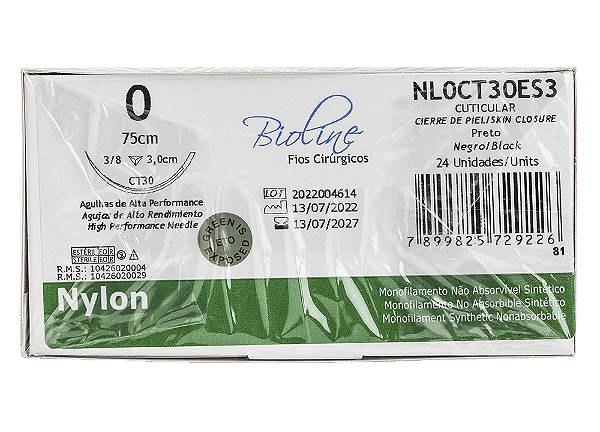 0
75cm
3/8 3,0cm
CT30
Agulhas de Alta Performance
Agujas de Alto Rendimiento
High Performance Needle
ESTÉRIL EO R
STERILE EO R
R.M.S.: 10426020004
R.M.S.: 10426020029
Bioline
Fios Cirúrgicos
LOT 2022004614
13/07/2022
13/07/2027
GREEN IS
E T O
EXPOSED
NL0CT30ES3
CUTICULAR
CIERRE DE PIEL/SKIN CLOSURE
Preto
Negro/Black
24 Unidades/Units
7 899825 729226
81
Nylon
Monofilamento Não Absorvível Sintético
Monofilamento No Absorbible Sintético
Monofilament Synthetic Nonabsorbable